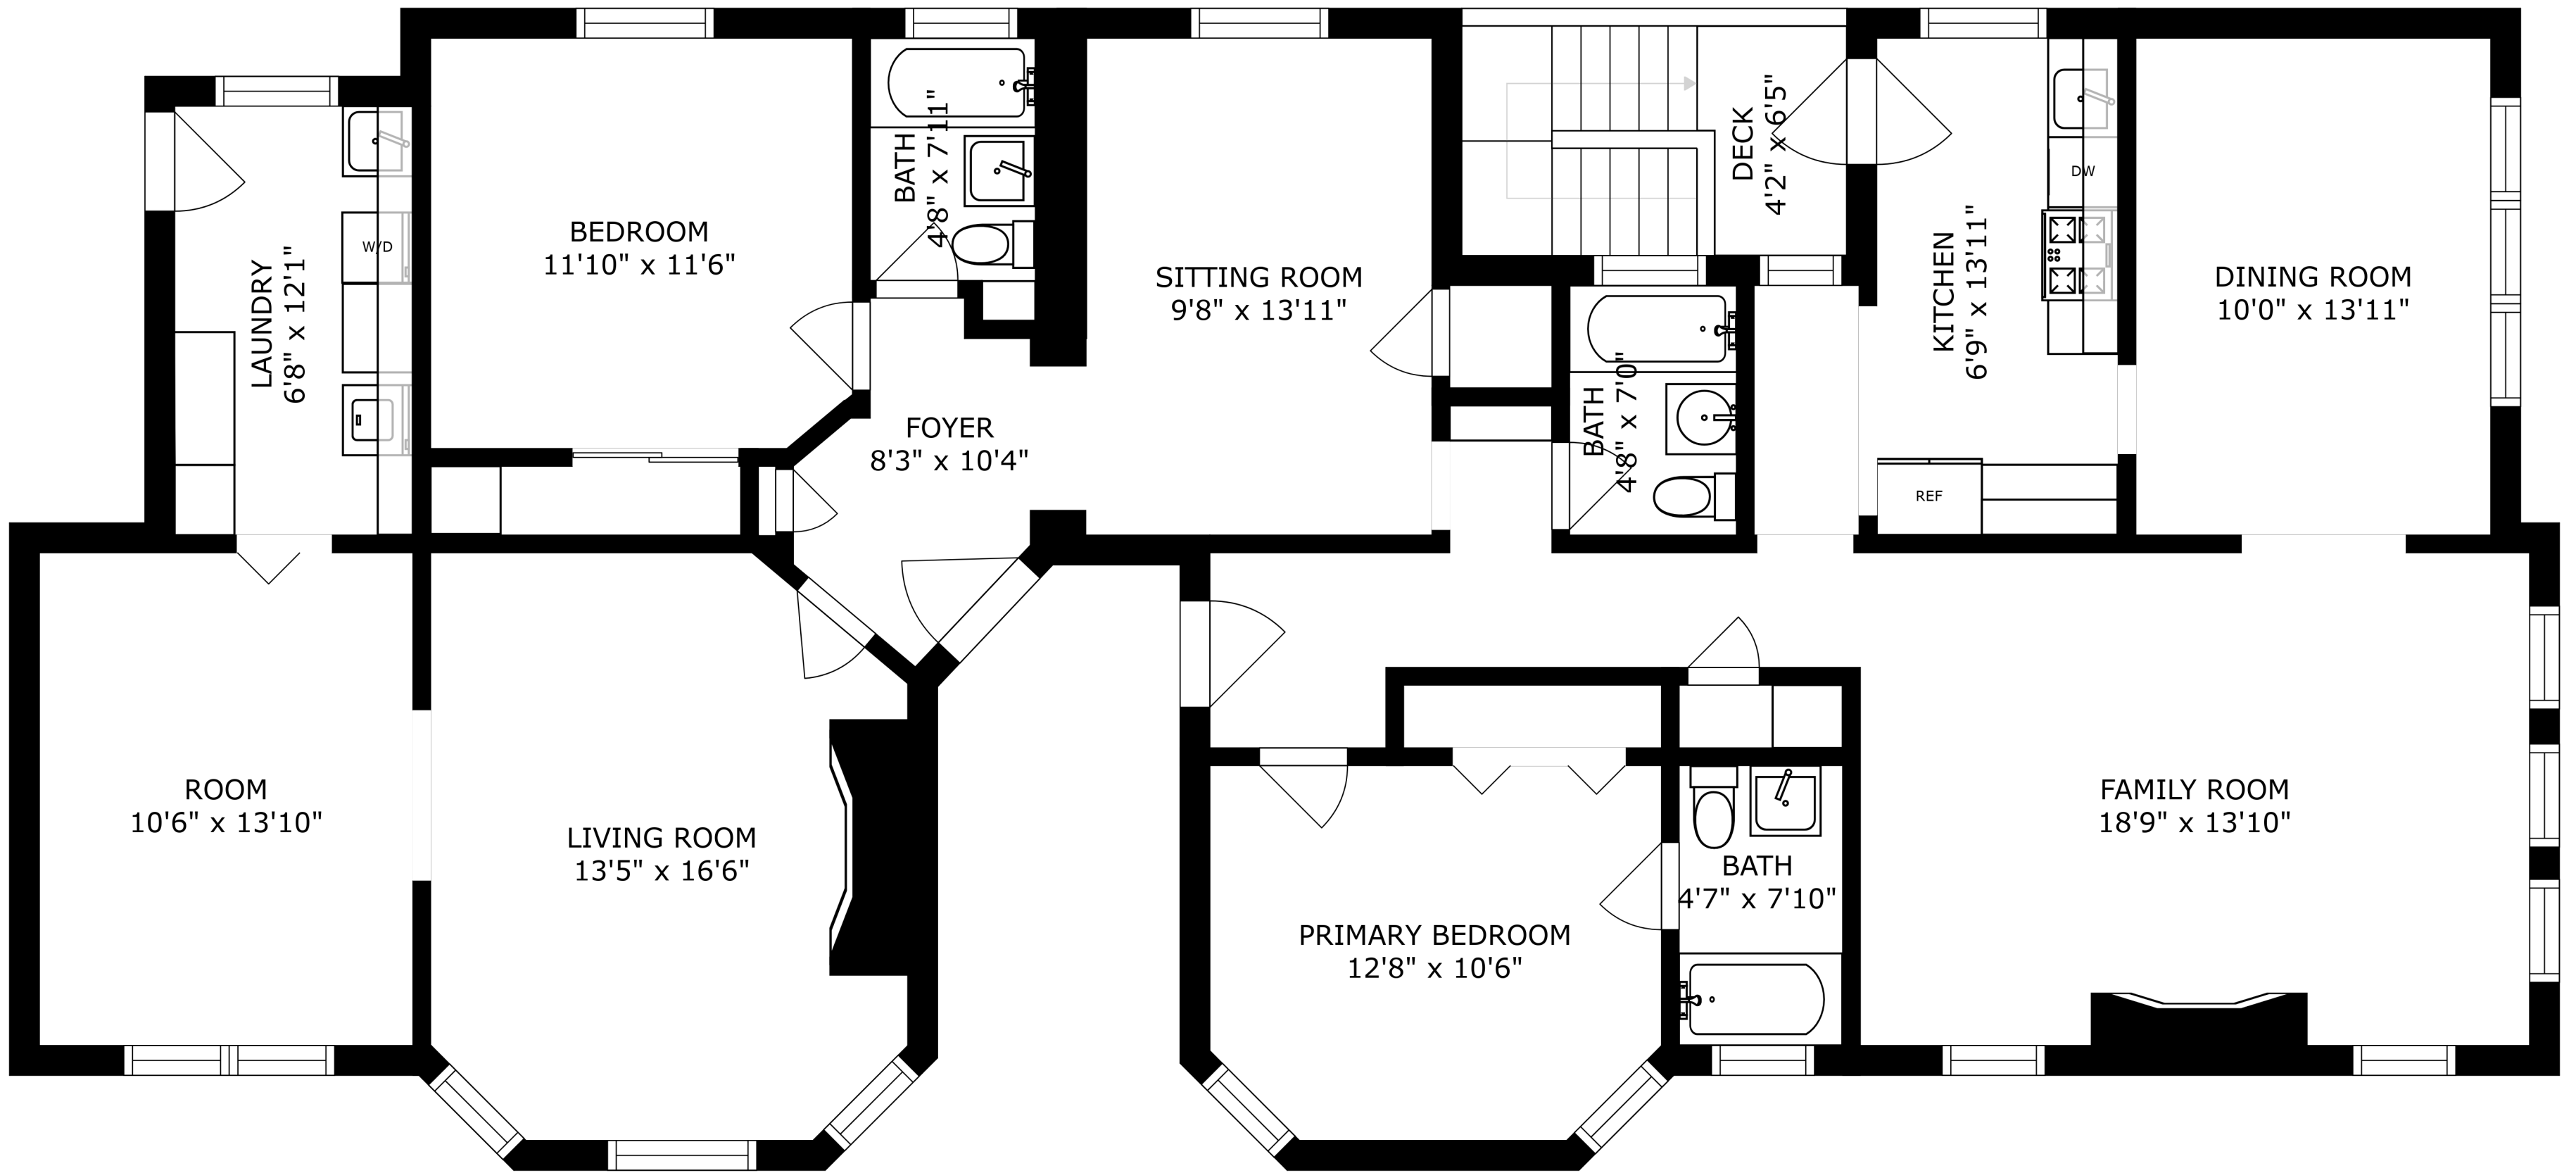 BEDROOM
11'10" x 11'6"
BATH
4'8" x 7'11"
SITTING ROOM
9'8" x 13'11"
DECK
4'2" x 6'5"
KITCHEN
6'9" x 13'11"
DW
REF
DINING ROOM
10'0" x 13'11"
LAUNDRY
6'8" x 12'1"
W/D
FOYER
8'3" x 10'4"
BATH
4'8" x 7'0"
ROOM
10'6" x 13'10"
LIVING ROOM
13'5" x 16'6"
PRIMARY BEDROOM
12'8" x 10'6"
BATH
4'7" x 7'10"
FAMILY ROOM
18'9" x 13'10"